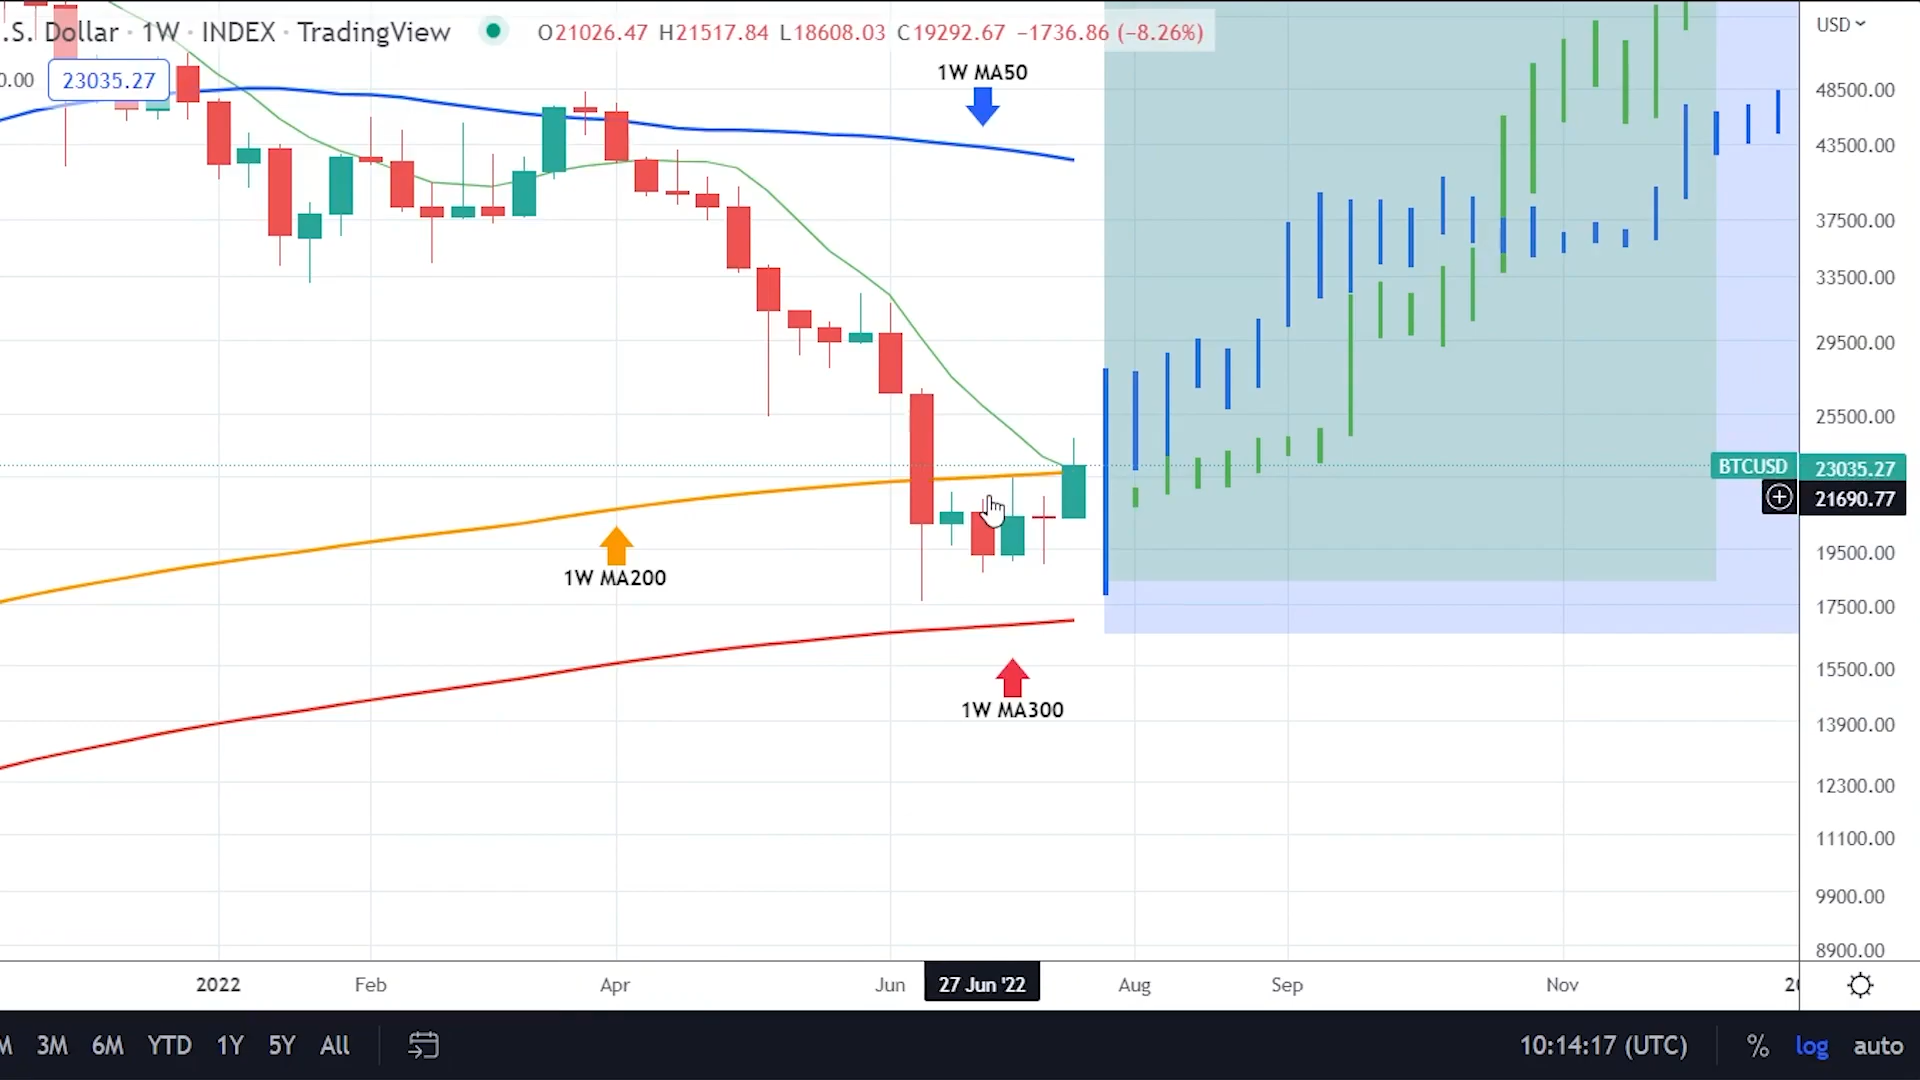 .S. Dollar · 1W · INDEX · TradingView O21026.47 H21517.84 L18608.03 C19292.67 −1736.86 (−8.26%)
0.00 23035.27
1W MA50
1W MA200
1W MA300
USD
48500.00
43500.00
37500.00
33500.00
29500.00
25500.00
BTCUSD 23035.27
21690.77
19500.00
17500.00
15500.00
13900.00
12300.00
11100.00
9900.00
8900.00
2022 Feb Apr Jun 27 Jun '22 Aug Sep Nov 20
M 3M 6M YTD 1Y 5Y All 10:14:17 (UTC) % log auto